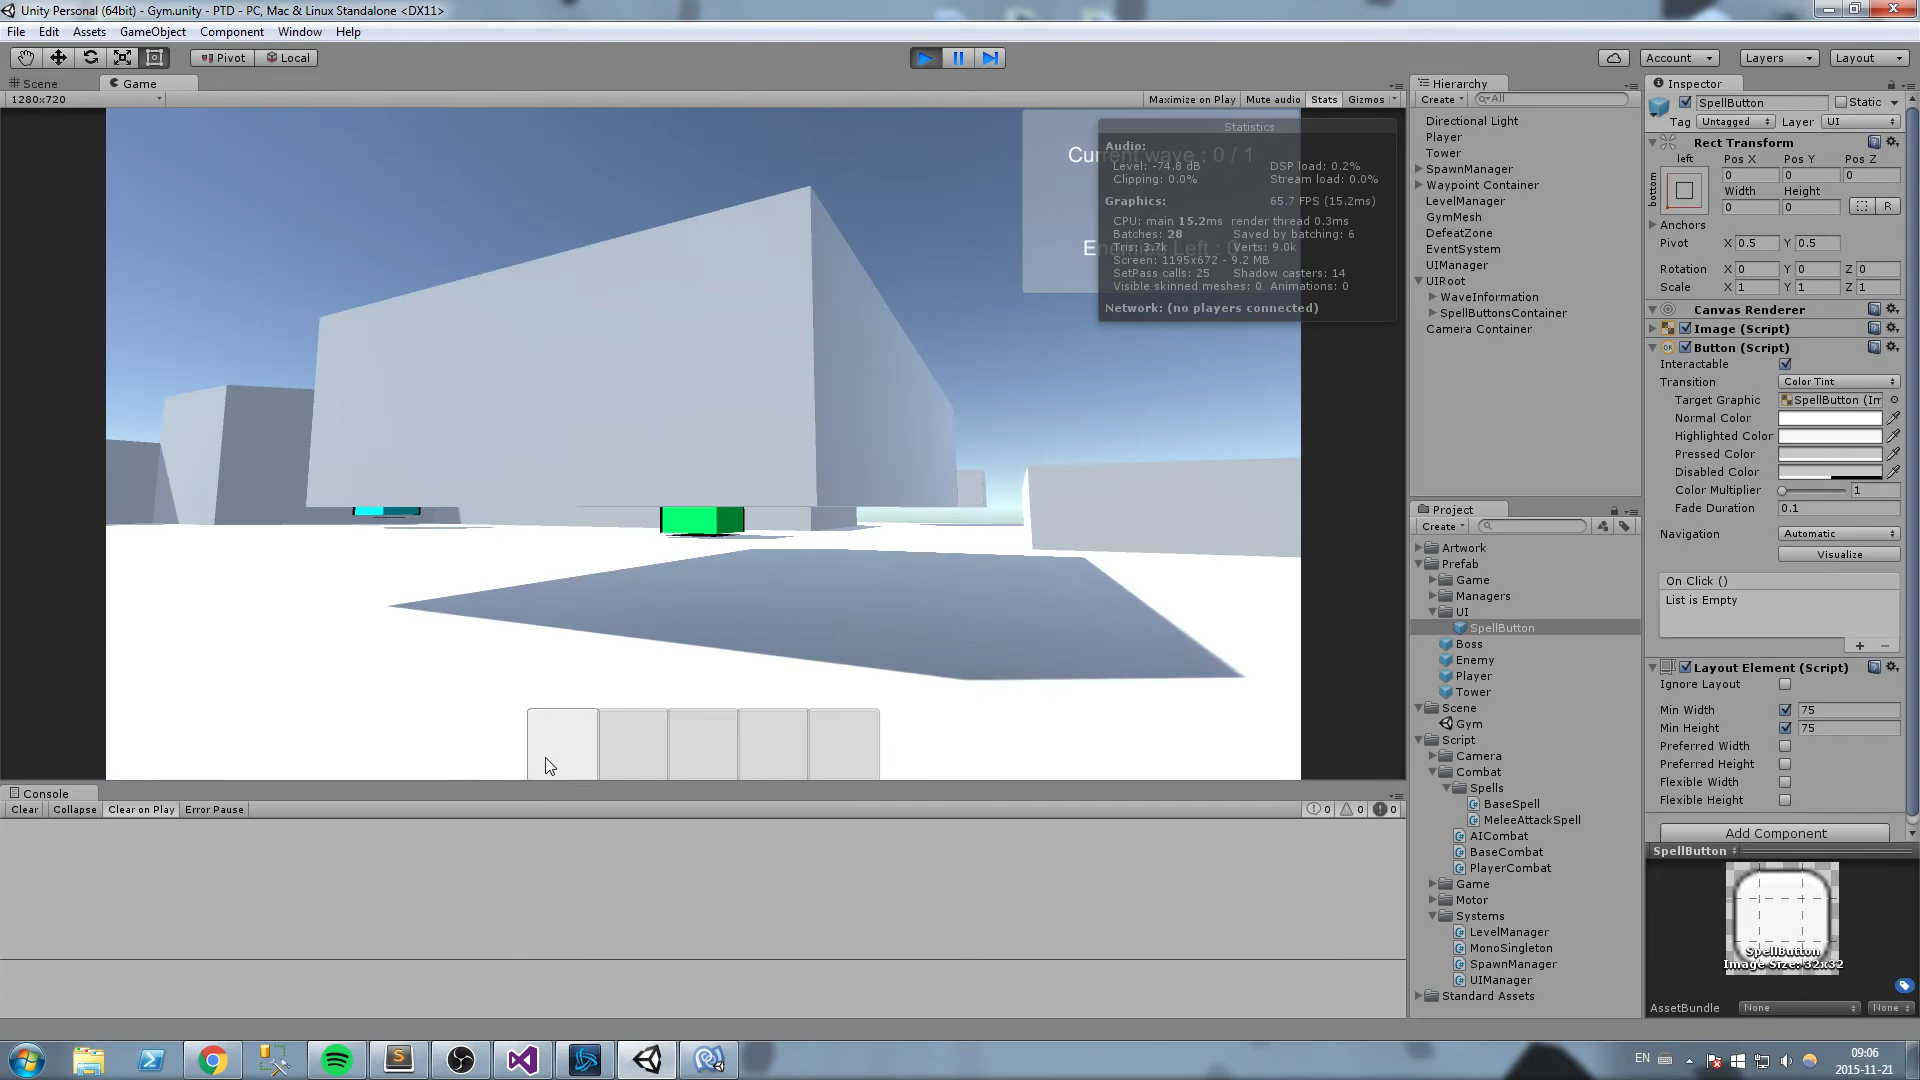 Unity Personal (64bit) - Gym.unity - PTD - PC, Mac & Linux Standalone <DX11>
File Edit Assets GameObject Component Window Help
Pivot Local Account Layers Layout
Scene Game
1280x720 Maximize on Play Mute audio Stats Gizmos
Current wave : 0 / 1
Enemies Left : 0
Statistics
Audio:
Level: -74.8 dB DSP load: 0.2%
Clipping: 0.0% Stream load: 0.0%
Graphics: 65.7 FPS (15.2ms)
CPU: main 15.2ms render thread 0.3ms
Batches: 28 Saved by batching: 6
Tris: 3.7k Verts: 9.0k
Screen: 1195x672 - 9.2 MB
SetPass calls: 25 Shadow casters: 14
Visible skinned meshes: 0 Animations: 0
Network: (no players connected)
Console
Clear Collapse Clear on Play Error Pause 0 0 0
Hierarchy
Create All
Directional Light
Player
Tower
SpawnManager
Waypoint Container
LevelManager
GymMesh
DefeatZone
EventSystem
UIManager
UIRoot
WaveInformation
SpellButtonsContainer
Camera Container
Project
Create
Artwork
Prefab
Game
Managers
UI
SpellButton
Boss
Enemy
Player
Tower
Scene
Gym
Script
Camera
Combat
Spells
BaseSpell
MeleeAttackSpell
AICombat
BaseCombat
PlayerCombat
Game
Motor
Systems
LevelManager
MonoSingleton
SpawnManager
UIManager
Standard Assets
Inspector
SpellButton Static
Tag Untagged Layer UI
Rect Transform
left Pos X Pos Y Pos Z
bottom 0 0 0
Width Height
0 0 R
Anchors
Pivot X 0.5 Y 0.5
Rotation X 0 Y 0 Z 0
Scale X 1 Y 1 Z 1
Canvas Renderer
Image (Script)
Button (Script)
Interactable
Transition Color Tint
Target Graphic SpellButton (Im
Normal Color
Highlighted Color
Pressed Color
Disabled Color
Color Multiplier 1
Fade Duration 0.1
Navigation Automatic
Visualize
On Click ()
List is Empty
+ −
Layout Element (Script)
Ignore Layout
Min Width 75
Min Height 75
Preferred Width
Preferred Height
Flexible Width
Flexible Height
Add Component
SpellButton
SpellButton
Image Size: 32x32
AssetBundle None None
EN 09:06
2015-11-21